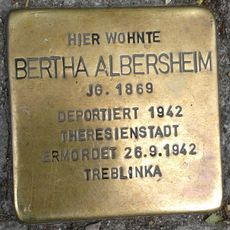 HIER WOHNTE
BERTHA ALBERSHEIM
JG. 1869
DEPORTIERT 1942
THERESIENSTADT
ERMORDET 26.9.1942
TREBLINKA